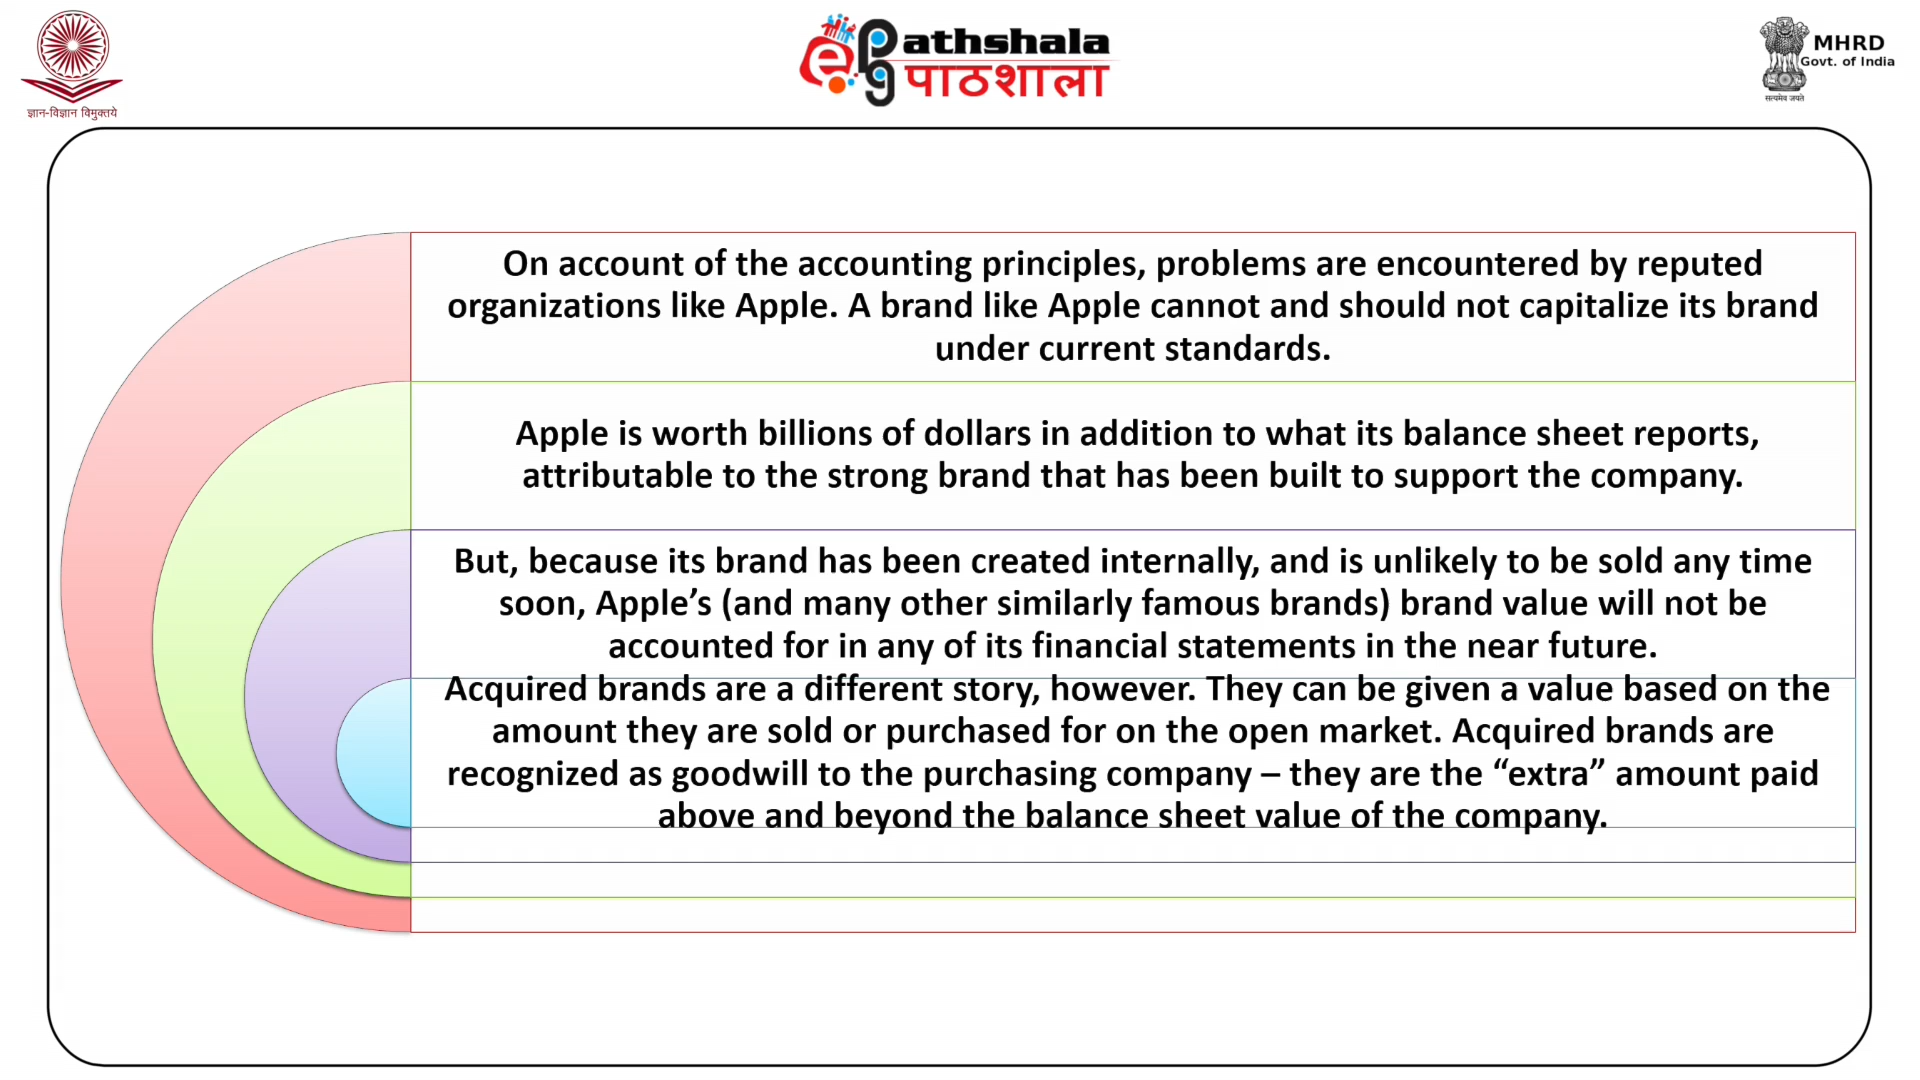 ज्ञान-विज्ञान विमुक्तये
e PG athshala
पाठशाला
MHRD
Govt. of India
सत्यमेव जयते
On account of the accounting principles, problems are encountered by reputed
organizations like Apple. A brand like Apple cannot and should not capitalize its brand
under current standards.
Apple is worth billions of dollars in addition to what its balance sheet reports,
attributable to the strong brand that has been built to support the company.
But, because its brand has been created internally, and is unlikely to be sold any time
soon, Apple’s (and many other similarly famous brands) brand value will not be
accounted for in any of its financial statements in the near future.
Acquired brands are a different story, however. They can be given a value based on the
amount they are sold or purchased for on the open market. Acquired brands are
recognized as goodwill to the purchasing company – they are the “extra” amount paid
above and beyond the balance sheet value of the company.